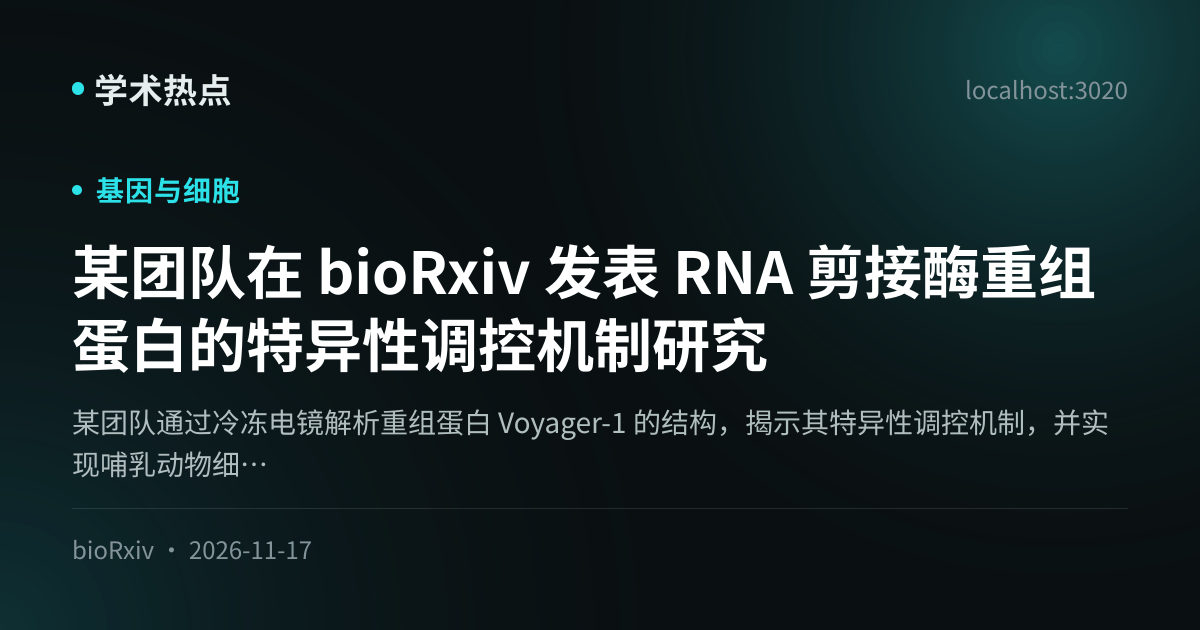 学术热点
localhost:3020
基因与细胞
某团队在 bioRxiv 发表 RNA 剪接酶重组
蛋白的特异性调控机制研究
某团队通过冷冻电镜解析重组蛋白 Voyager-1 的结构，揭示其特异性调控机制，并实
现哺乳动物细…
bioRxiv · 2026-11-17